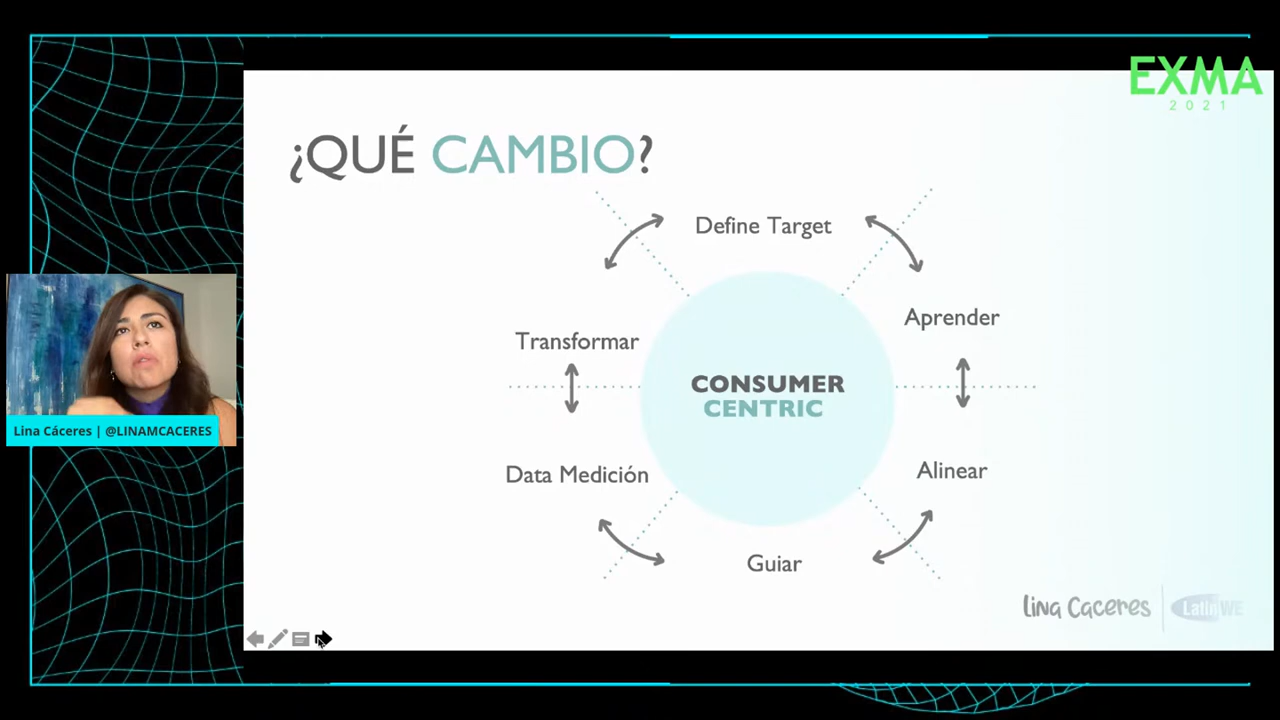 EXMA
2021
¿QUÉ CAMBIO?
Define Target
Aprender
Transformar
CONSUMER
CENTRIC
Data Medición
Alinear
Guiar
Lina Cáceres | @LINAMCACERES
Lina Caceres
LatinWE